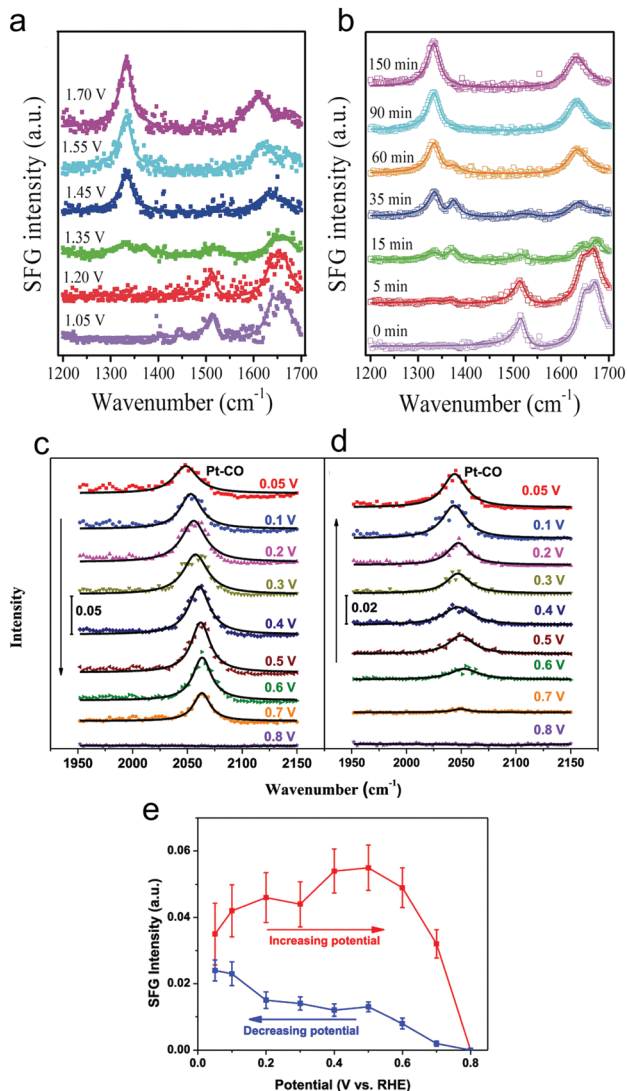 a
SFG intensity (a.u.)
1.70 V
1.55 V
1.45 V
1.35 V
1.20 V
1.05 V
1200 1300 1400 1500 1600 1700
Wavenumber (cm-1)
b
SFG intensity (a.u.)
150 min
90 min
60 min
35 min
15 min
5 min
0 min
1200 1300 1400 1500 1600 1700
Wavenumber (cm-1)
c
Intensity
Pt-CO
0.05 V
0.1 V
0.2 V
0.3 V
0.05
0.4 V
0.5 V
0.6 V
0.7 V
0.8 V
1950 2000 2050 2100 2150
d
Pt-CO
0.05 V
0.1 V
0.2 V
0.3 V
0.02
0.4 V
0.5 V
0.6 V
0.7 V
0.8 V
1950 2000 2050 2100 2150
Wavenumber (cm-1)
e
SFG Intensity (a.u.)
0.06
0.04
0.02
0.00
Increasing potential
Decreasing potential
0.0 0.2 0.4 0.6 0.8
Potential (V vs. RHE)